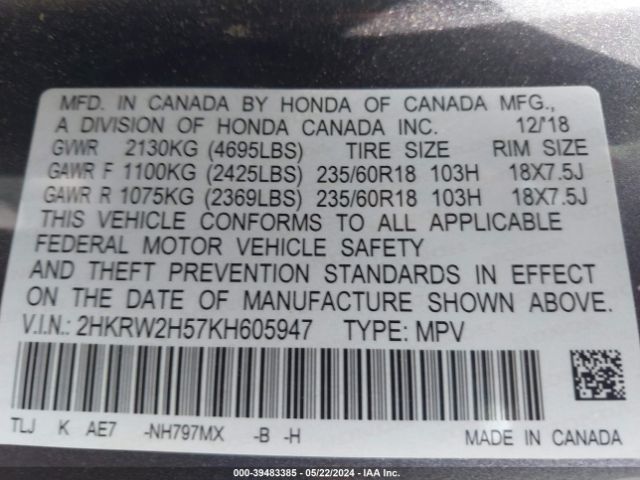 MFD. IN CANADA BY HONDA OF CANADA MFG.,
A DIVISION OF HONDA CANADA INC. 12/'18
GVWR 2130KG (4695LBS) TIRE SIZE RIM SIZE
GAWR F 1100KG (2425LBS) 235/60R18 103H 18X7.5J
GAWR R 1075KG (2369LBS) 235/60R18 103H 18X7.5J
THIS VEHICLE CONFORMS TO ALL APPLICABLE
FEDERAL MOTOR VEHICLE SAFETY
AND THEFT PREVENTION STANDARDS IN EFFECT
ON THE DATE OF MANUFACTURE SHOWN ABOVE.
V.I.N.: 2HKRW2H57KH605947 TYPE: MPV
TLJ K AE7 -NH797MX -B -H MADE IN CANADA
000-39483385 - 05/22/2024 - IAA Inc.